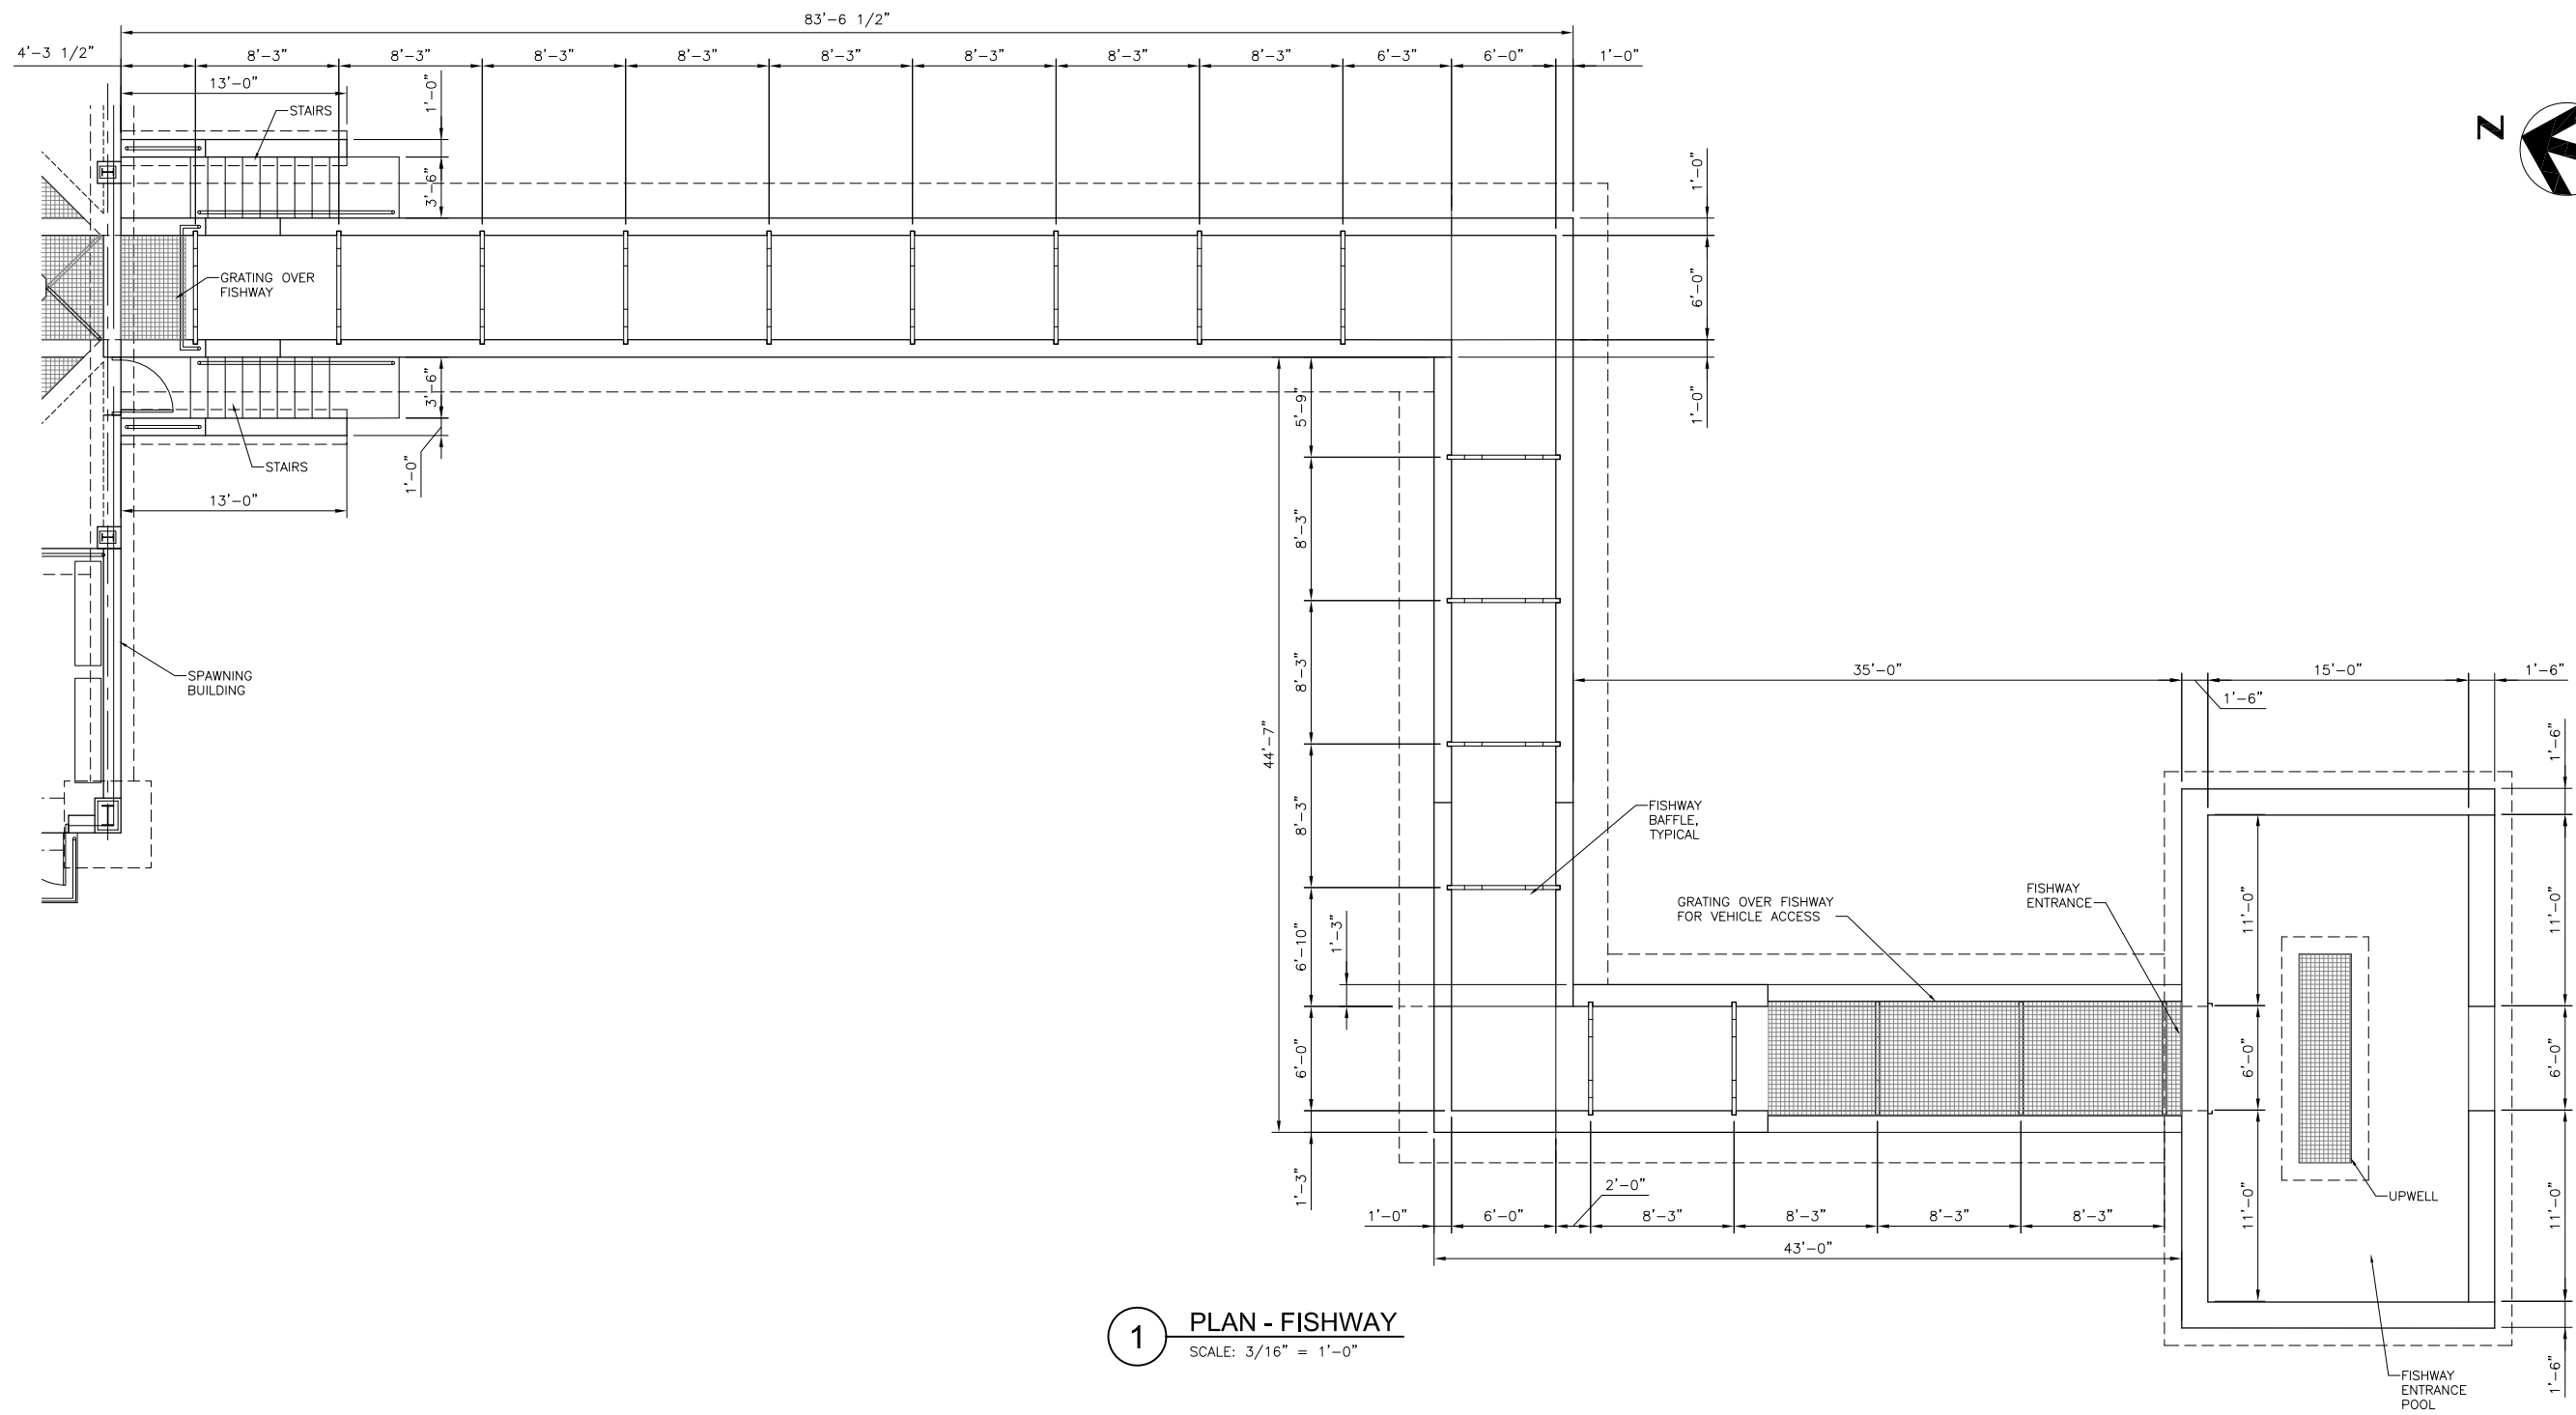 83'-6 1/2"
4'-3 1/2"
8'-3"
8'-3"
8'-3"
8'-3"
8'-3"
8'-3"
8'-3"
8'-3"
6'-3"
6'-0"
1'-0"
13'-0"
1'-0"
STAIRS
N
3'-6"
1'-0"
GRATING OVER
FISHWAY
6'-0"
3'-6"
5'-9"
1'-0"
STAIRS
1'-0"
13'-0"
8'-3"
SPAWNING
BUILDING
8'-3"
35'-0"
15'-0"
1'-6"
1'-6"
44'-7"
1'-6"
8'-3"
8'-3"
FISHWAY
BAFFLE,
TYPICAL
FISHWAY
ENTRANCE
GRATING OVER FISHWAY
FOR VEHICLE ACCESS
11'-0"
11'-0"
1'-3"
6'-10"
6'-0"
6'-0"
6'-0"
1'-3"
2'-0"
UPWELL
11'-0"
11'-0"
1'-0"
6'-0"
8'-3"
8'-3"
8'-3"
8'-3"
43'-0"
1
PLAN - FISHWAY
SCALE: 3/16" = 1'-0"
1'-6"
FISHWAY
ENTRANCE
POOL